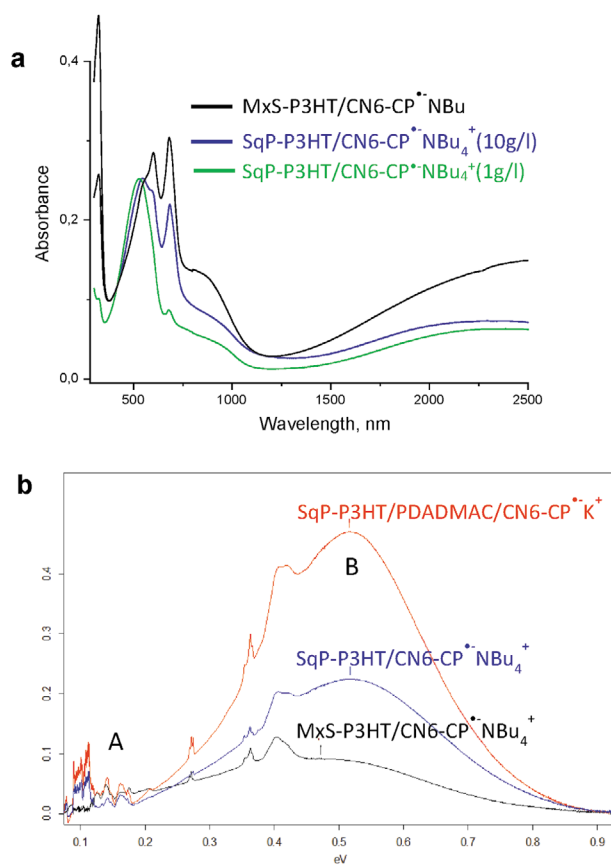 a
0,4
0,2
0,0
Absorbance
MxS-P3HT/CN6-CP•-NBu
SqP-P3HT/CN6-CP•-NBu4+(10g/l)
SqP-P3HT/CN6-CP•-NBu4+(1g/l)
500 1000 1500 2000 2500
Wavelength, nm
b
SqP-P3HT/PDADMAC/CN6-CP•-K+
B
SqP-P3HT/CN6-CP•-NBu4+
MxS-P3HT/CN6-CP•-NBu4+
A
0.4
0.3
0.2
0.1
0.0
0.1 0.2 0.3 0.4 0.5 0.6 0.7 0.8 0.9
eV